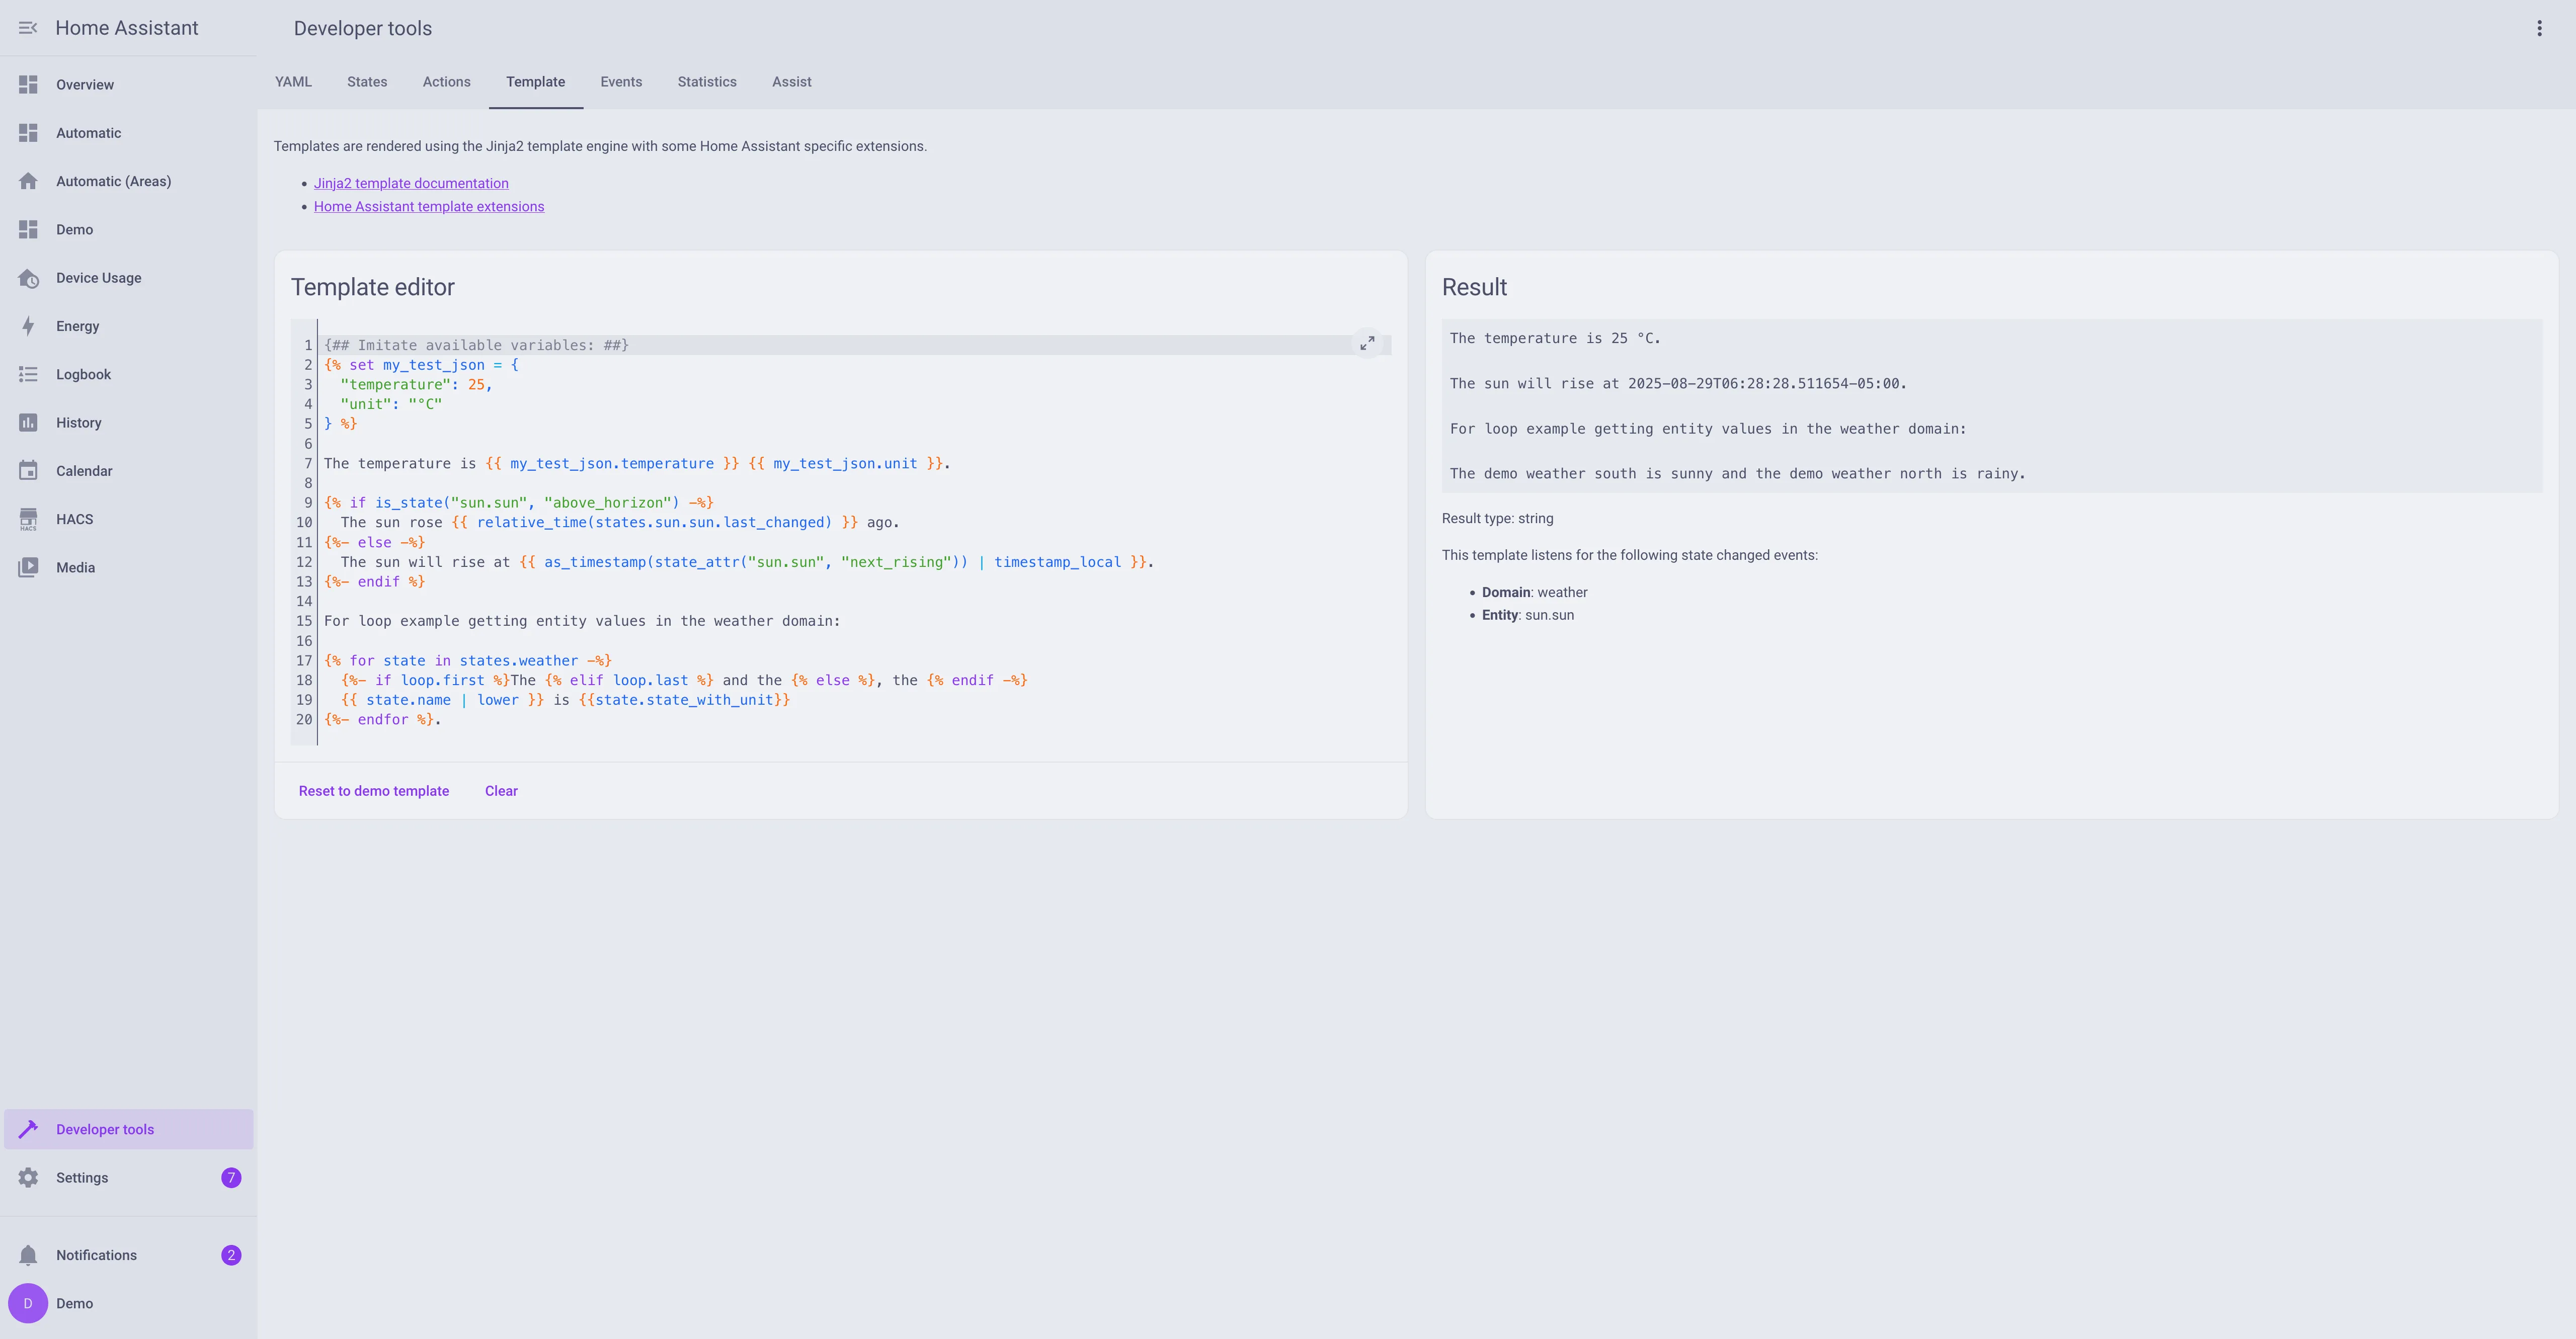 Home Assistant
Overview
Automatic
Automatic (Areas)
Demo
Device Usage
Energy
Logbook
History
Calendar
HACS
HACS
Media
Developer tools
Settings
7
Notifications
2
D
Demo
Developer tools
YAML
States
Actions
Template
Events
Statistics
Assist
Templates are rendered using the Jinja2 template engine with some Home Assistant specific extensions.
• Jinja2 template documentation
• Home Assistant template extensions
Template editor
1 {## Imitate available variables: ##}
2 {% set my_test_json = {
3   "temperature": 25,
4   "unit": "°C"
5 } %}
6
7 The temperature is {{ my_test_json.temperature }} {{ my_test_json.unit }}.
8
9 {% if is_state("sun.sun", "above_horizon") -%}
10   The sun rose {{ relative_time(states.sun.sun.last_changed) }} ago.
11 {%- else -%}
12   The sun will rise at {{ as_timestamp(state_attr("sun.sun", "next_rising")) | timestamp_local }}.
13 {%- endif %}
14
15 For loop example getting entity values in the weather domain:
16
17 {% for state in states.weather -%}
18   {%- if loop.first %}The {% elif loop.last %} and the {% else %}, the {% endif -%}
19   {{ state.name | lower }} is {{state.state_with_unit}}
20 {%- endfor %}.
Reset to demo template
Clear
Result
The temperature is 25 °C.
The sun will rise at 2025-08-29T06:28:28.511654-05:00.
For loop example getting entity values in the weather domain:
The demo weather south is sunny and the demo weather north is rainy.
Result type: string
This template listens for the following state changed events:
• Domain: weather
• Entity: sun.sun